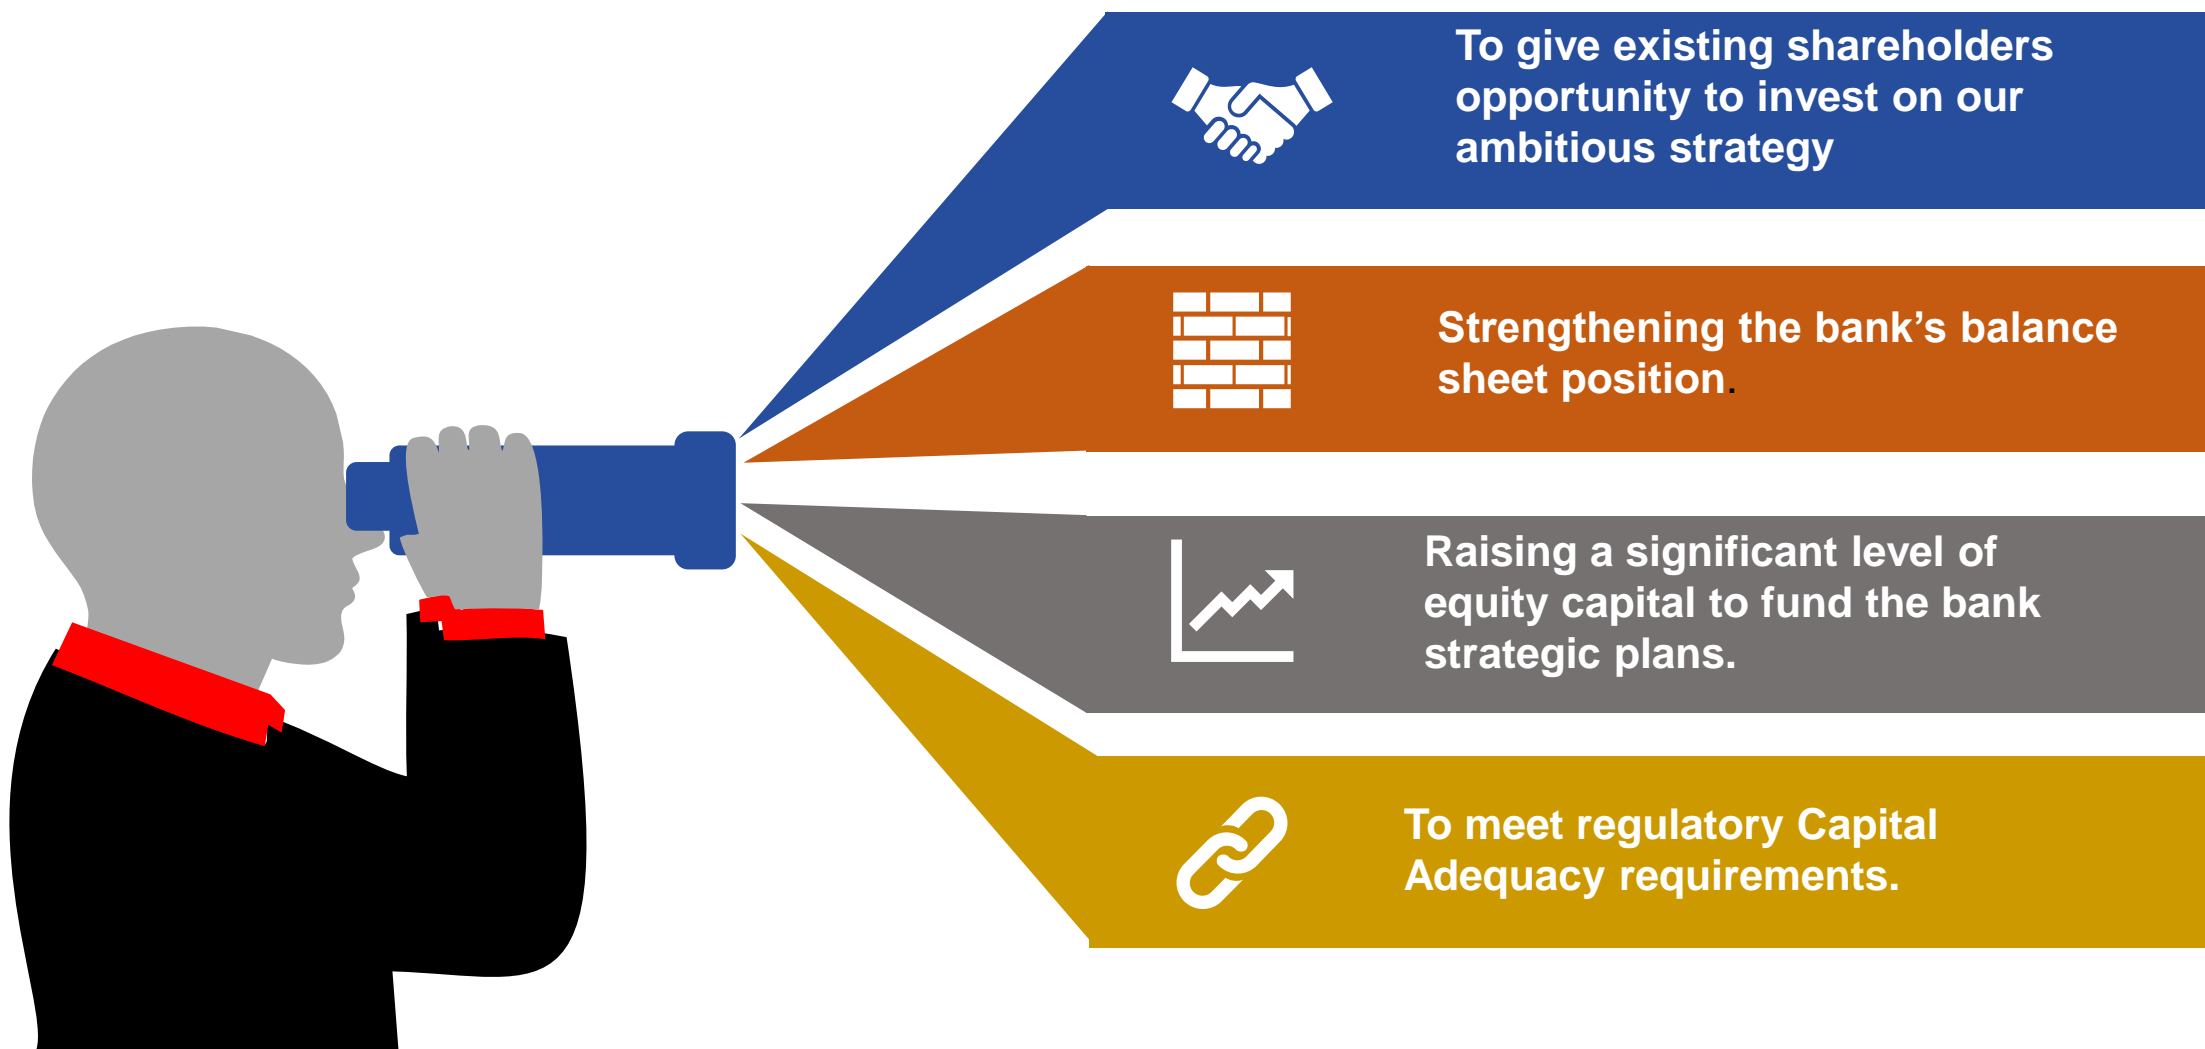 To give existing shareholders
opportunity to invest on our
ambitious strategy
Strengthening the bank’s balance
sheet position.
Raising a significant level of
equity capital to fund the bank
strategic plans.
To meet regulatory Capital
Adequacy requirements.